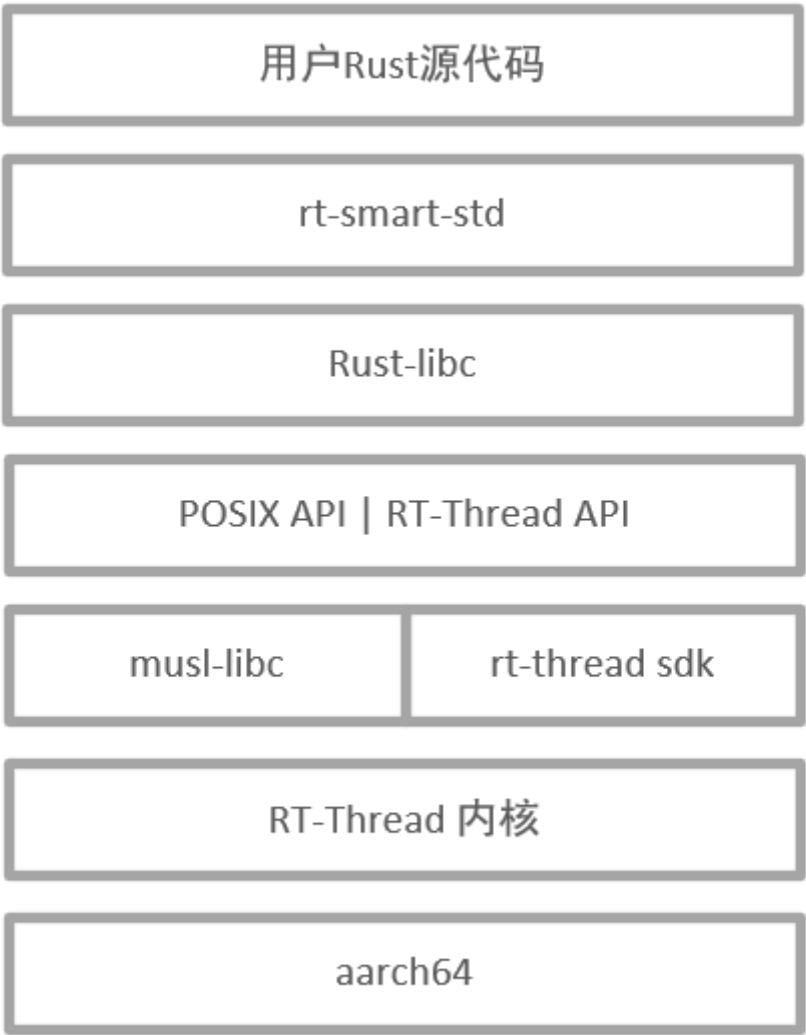 用户Rust源代码
rt-smart-std
Rust-libc
POSIX API | RT-Thread API
musl-libc
rt-thread sdk
RT-Thread 内核
aarch64